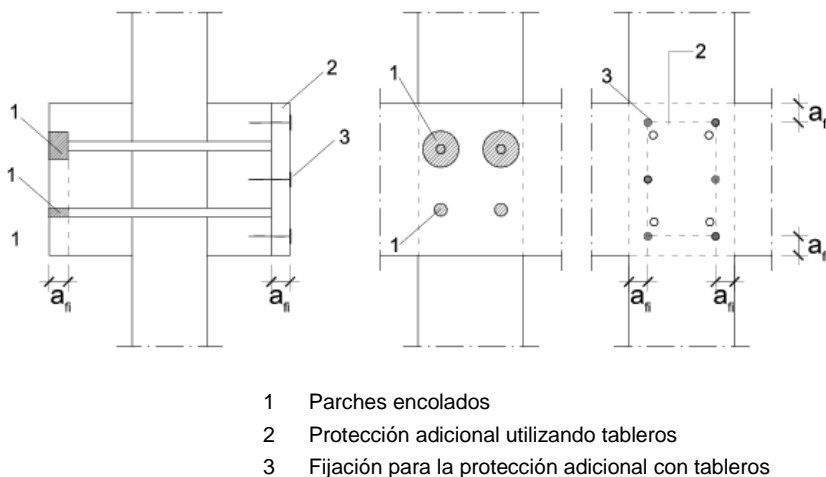 2
1
3
1
1
a_fi
a_fi
1
1
2
3
a_fi
a_fi
a_fi
a_fi
1 Parches encolados
2 Protección adicional utilizando tableros
3 Fijación para la protección adicional con tableros